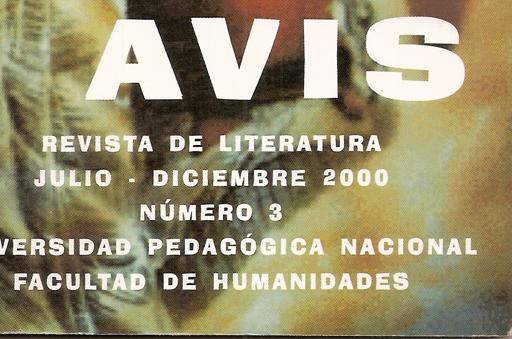 AVIS
REVISTA DE LITERATURA
JULIO - DICIEMBRE 2000
NÚMERO 3
VERSIDAD PEDAGÓGICA NACIONAL
FACULTAD DE HUMANIDADES